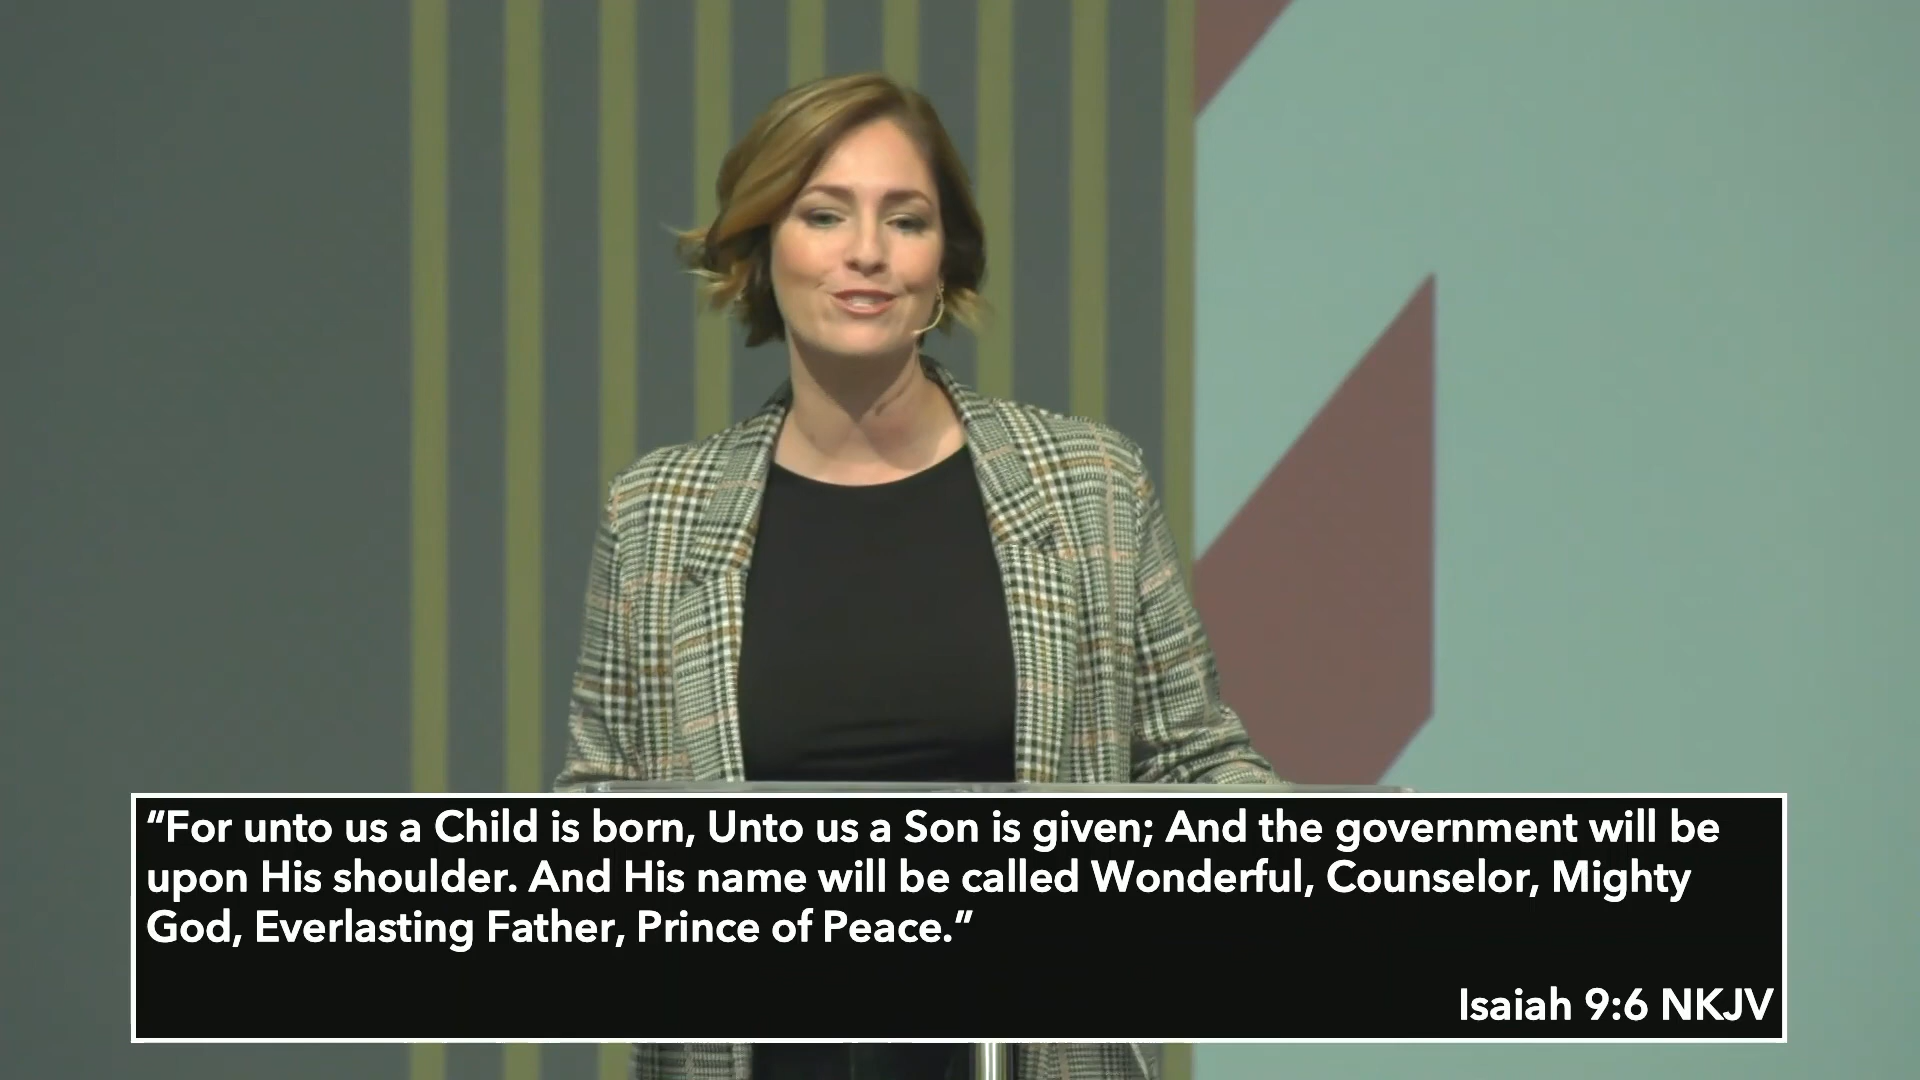 “For unto us a Child is born, Unto us a Son is given; And the government will be
upon His shoulder. And His name will be called Wonderful, Counselor, Mighty
God, Everlasting Father, Prince of Peace.”
Isaiah 9:6 NKJV